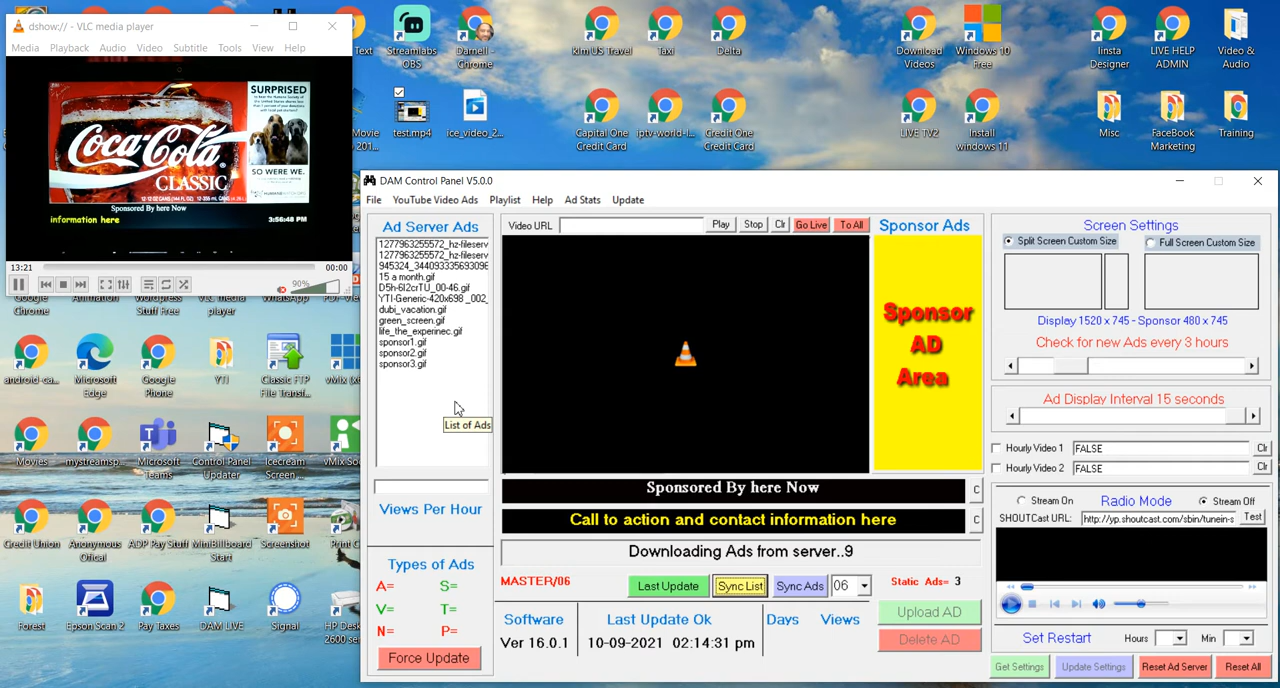 dshow:// - VLC media player
Media Playback Audio Video Subtitle Tools View Help
Coca-Cola
CLASSIC
SURPRISED
SO WERE WE.
Sponsored By here Now
information here
3:56:48 PM
13:21
00:00
90%
Text
Streamlabs OBS
Darnell - Chrome
klm US Travel
Taxi
Delta
Download Videos
Windows 10 Free
Insta Designer
LIVE HELP ADMIN
Video & Audio
Movie 201...
test.mp4
ice_video_2...
Capital One Credit Card
iptv-world-l...
Credit One Credit Card
LIVE TV2
Install windows 11
Misc
FaceBook Marketing
Training
Google Chrome
Animation
Wordpress Stuff Free
VLC media player
WhatsApp
android-ca...
Microsoft Edge
Google Phone
YTI
Classic FTP File Transf...
Movies
mystreamsp...
Microsoft Teams
Control Panel Updater
Icecream Screen ...
Credit Union
Anonymous Offical
ADP Pay Stuff
MiniBillboard Start
Screenshot
Forest
Epson Scan 2
Pay Taxes
DAM LIVE
Signal
DAM Control Panel V5.0.0
File YouTube Video Ads Playlist Help Ad Stats Update
Ad Server Ads
1277963255572_hz-fileserv
1277963255572_hz-fileserv
945324_344093335693096
15 a month.gif
D5h-6I2crTU_00-46.gif
YTI-Generic-420x698 _002_
dubi_vacation.gif
green_screen.gif
life_the_experinec.gif
sponsor1.gif
sponsor2.gif
sponsor3.gif
List of Ads
Views Per Hour
Types of Ads
A= S=
V= T=
N= P=
Force Update
Video URL
Play
Stop
Clr
Go Live
To All
Sponsor Ads
Sponsor
AD
Area
Sponsored By here Now
C
Call to action and contact information here
C
Downloading Ads from server..9
MASTER/06
Last Update
Sync List
Sync Ads
06
Static Ads= 3
Software
Ver 16.0.1
Last Update Ok
10-09-2021 02:14:31 pm
Days
Views
Upload AD
Delete AD
Screen Settings
Split Screen Custom Size
Full Screen Custom Size
Display 1520 x 745 - Sponsor 480 x 745
Check for new Ads every 3 hours
Ad Display Interval 15 seconds
Hourly Video 1 FALSE Clr
Hourly Video 2 FALSE Clr
Stream On
Radio Mode
Stream Off
SHOUTCast URL: http://yp.shoutcast.com/sbin/tunein-s Test
Set Restart
Hours
Min
Get Settings
Update Settings
Reset Ad Server
Reset All